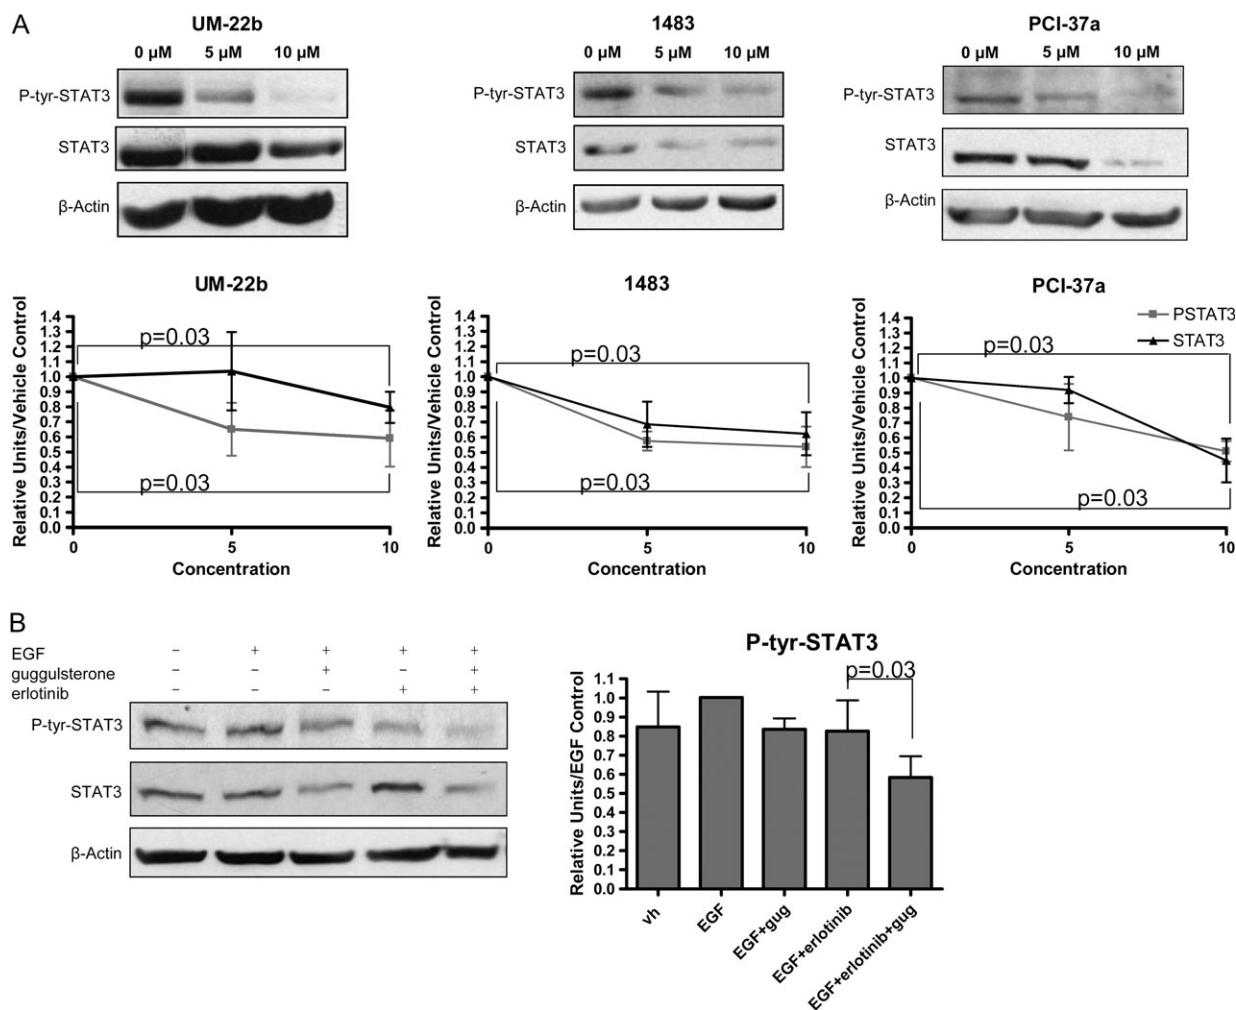 A
UM-22b
1483
PCI-37a
0 µM 5 µM 10 µM
0 µM 5 µM 10 µM
0 µM 5 µM 10 µM
P-tyr-STAT3
P-tyr-STAT3
P-tyr-STAT3
STAT3
STAT3
STAT3
β-Actin
β-Actin
β-Actin
UM-22b
Relative Units/Vehicle Control
1.4
1.3
1.2
1.1
1.0
0.9
0.8
0.7
0.6
0.5
0.4
0.3
0.2
0.1
0.0
p=0.03
p=0.03
0 5 10
Concentration
1483
Relative Units/Vehicle Control
1.4
1.3
1.2
1.1
1.0
0.9
0.8
0.7
0.6
0.5
0.4
0.3
0.2
0.1
0.0
p=0.03
p=0.03
0 5 10
Concentration
PCI-37a
Relative Units/Vehicle Control
1.4
1.3
1.2
1.1
1.0
0.9
0.8
0.7
0.6
0.5
0.4
0.3
0.2
0.1
0.0
PSTAT3
STAT3
p=0.03
p=0.03
0 5 10
Concentration
B
EGF − + + + +
guggulsterone − − + − +
erlotinib − − − + +
P-tyr-STAT3
STAT3
β-Actin
P-tyr-STAT3
p=0.03
Relative Units/EGF Control
1.1
1.0
0.9
0.8
0.7
0.6
0.5
0.4
0.3
0.2
0.1
0.0
vh
EGF
EGF+gug
EGF+erlotinib
EGF+erlotinib+gug